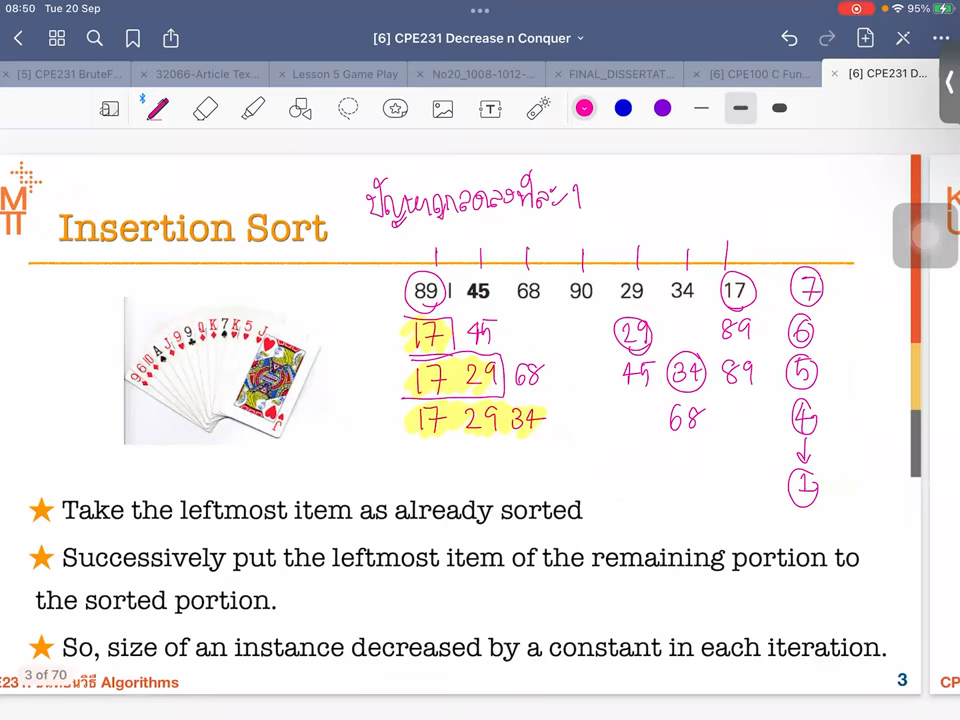 08:50 Tue 20 Sep
95%
[6] CPE231 Decrease n Conquer
[5] CPE231 BruteF...
32066-Article Tex...
Lesson 5 Game Play
No20_1008-1012-...
FINAL_DISSERTAT...
[6] CPE100 C Fun...
[6] CPE231 D...
ปัญหาถูกลดลงทีละ 1
Insertion Sort
89 | 45 68 90 29 34 17 7
17 45 29 89 6
17 29 68 45 34 89 5
17 29 34 68 4
1
Take the leftmost item as already sorted
Successively put the leftmost item of the remaining portion to
the sorted portion.
So, size of an instance decreased by a constant in each iteration.
3 of 70
Algorithms
3